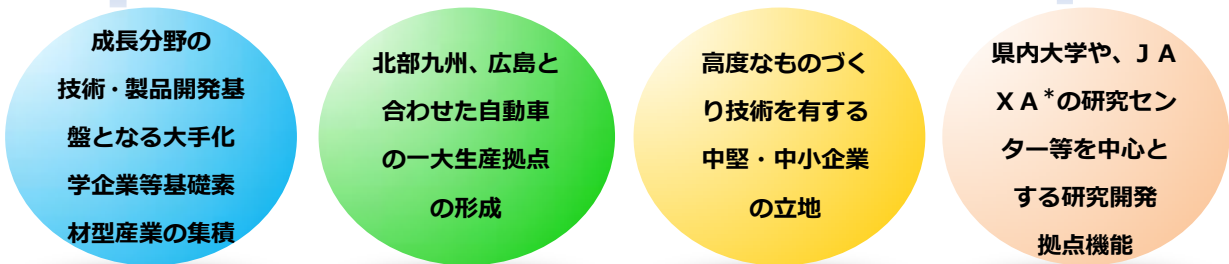 成長分野の
技術・製品開発基
盤となる大手化
学企業等基礎素
材型産業の集積
北部九州、広島と
合わせた自動車
の一大生産拠点
の形成
高度なものづく
り技術を有する
中堅・中小企業
の立地
県内大学や、ＪＡ
ＸＡ*の研究セン
ター等を中心と
する研究開発
拠点機能